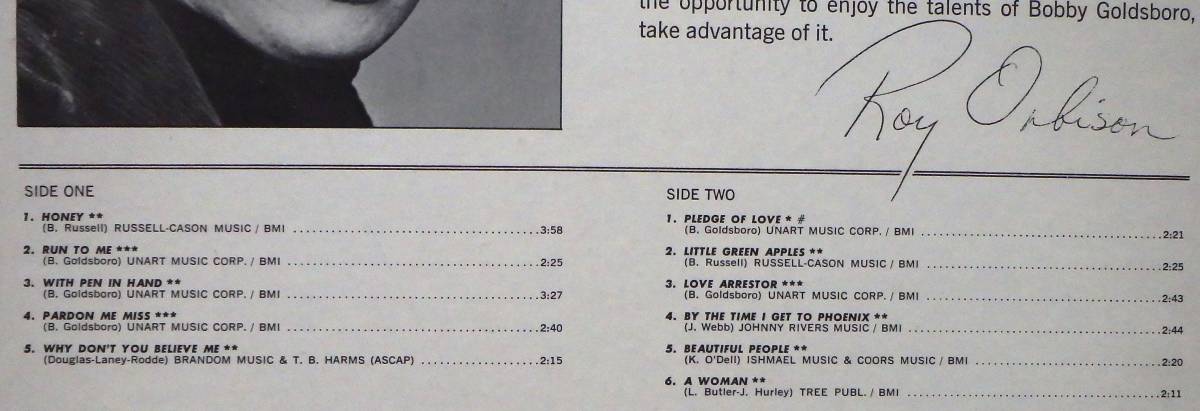 the opportunity to enjoy the talents of Bobby Goldsboro,
take advantage of it.
Roy Orbison
SIDE ONE
1. HONEY **
(B. Russell) RUSSELL-CASON MUSIC / BMI ........ 3:58
2. RUN TO ME ***
(B. Goldsboro) UNART MUSIC CORP. / BMI ........ 2:25
3. WITH PEN IN HAND **
(B. Goldsboro) UNART MUSIC CORP. / BMI ........ 3:27
4. PARDON ME MISS ***
(B. Goldsboro) UNART MUSIC CORP. / BMI ........ 2:40
5. WHY DON'T YOU BELIEVE ME **
(Douglas-Laney-Rodde) BRANDOM MUSIC & T. B. HARMS (ASCAP) ........ 2:15
SIDE TWO
1. PLEDGE OF LOVE * #
(B. Goldsboro) UNART MUSIC CORP. / BMI ........ 2:21
2. LITTLE GREEN APPLES **
(B. Russell) RUSSELL-CASON MUSIC / BMI ........ 2:25
3. LOVE ARRESTOR ***
(B. Goldsboro) UNART MUSIC CORP. / BMI ........ 2:43
4. BY THE TIME I GET TO PHOENIX **
(J. Webb) JOHNNY RIVERS MUSIC / BMI ........ 2:44
5. BEAUTIFUL PEOPLE **
(K. O'Dell) ISHMAEL MUSIC & COORS MUSIC / BMI ........ 2:20
6. A WOMAN **
(L. Butler-J. Hurley) TREE PUBL. / BMI ........ 2:11